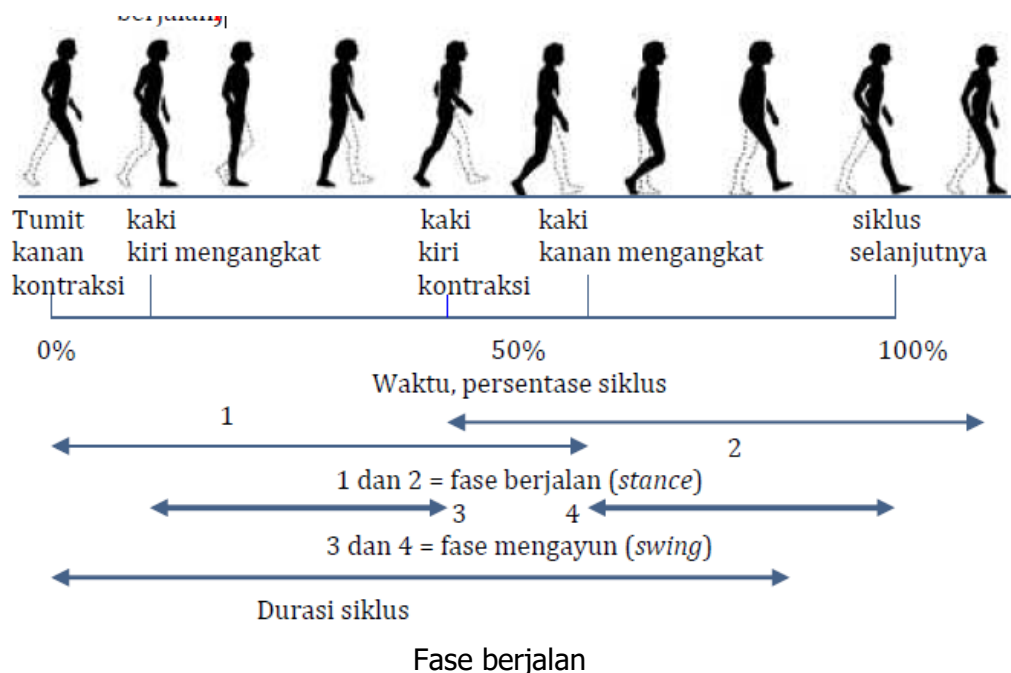 berjalan,
Tumit kanan kontraksi
kaki kiri mengangkat
kaki kiri kontraksi
kaki kanan mengangkat
siklus selanjutnya
0%
50%
100%
Waktu, persentase siklus
1
2
1 dan 2 = fase berjalan (stance)
3
4
3 dan 4 = fase mengayun (swing)
Durasi siklus
Fase berjalan